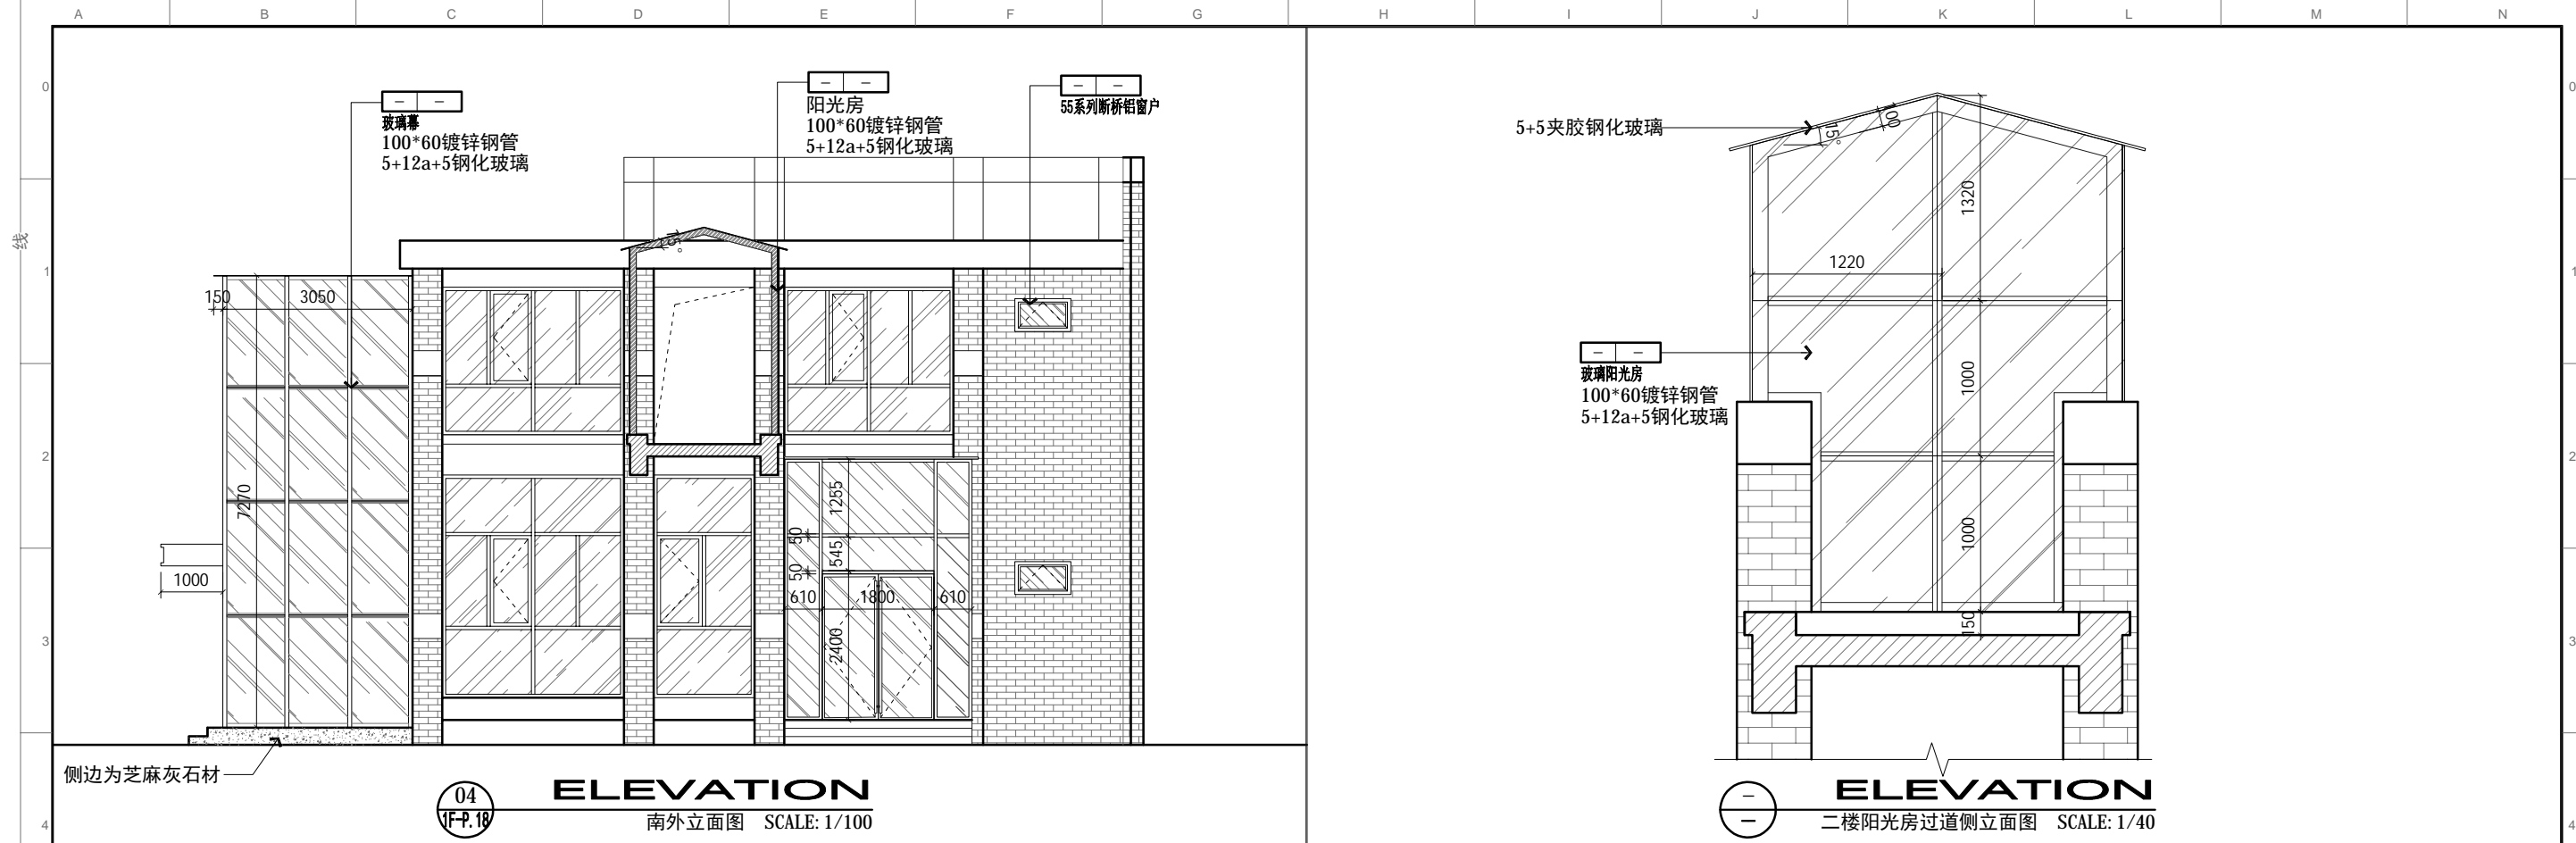 A B C D E F G H I J K L M N
0 0
1 1
2 2
3 3
4 4
线
玻璃幕
100*60镀锌钢管
5+12a+5钢化玻璃
阳光房
100*60镀锌钢管
5+12a+5钢化玻璃
55系列断桥铝窗户
15°
150 3050
7270
1000
1255
50
545
50
610 1800 610
2400
侧边为芝麻灰石材
04
1F-P.18
ELEVATION
南外立面图 SCALE: 1/100
5+5夹胶钢化玻璃
100
15°
1320
1220
1000
玻璃阳光房
100*60镀锌钢管
5+12a+5钢化玻璃
1000
150
ELEVATION
二楼阳光房过道侧立面图 SCALE: 1/40